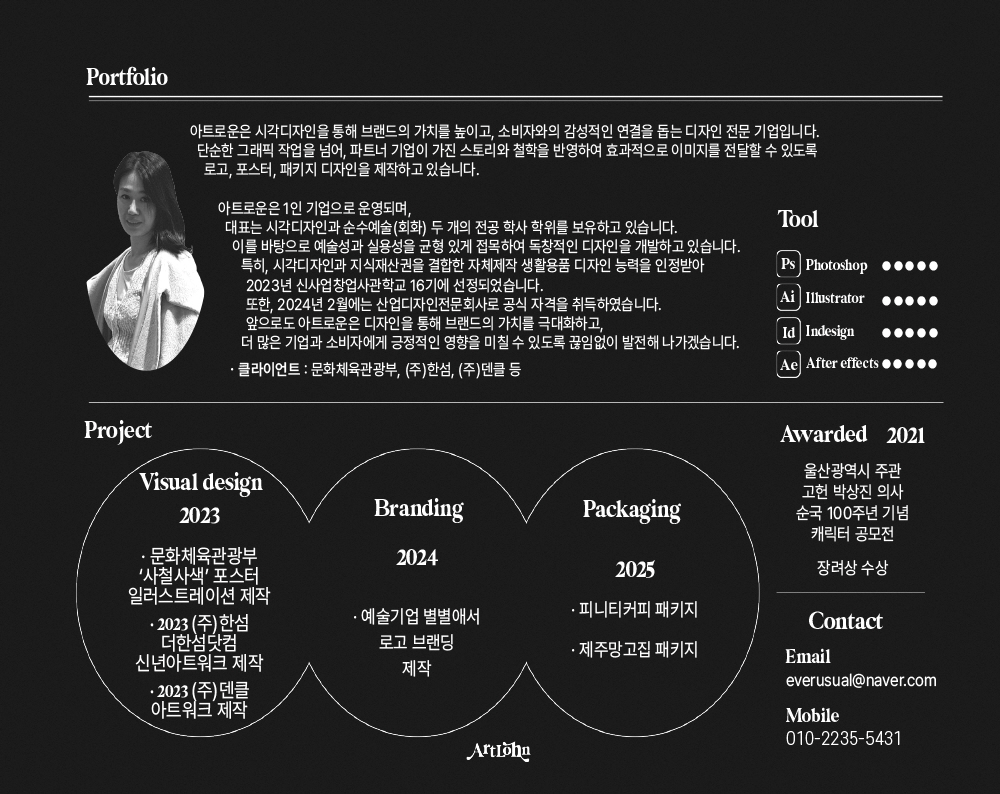 Portfolio
아트로운은 시각디자인을 통해 브랜드의 가치를 높이고, 소비자와의 감성적인 연결을 돕는 디자인 전문 기업입니다.
단순한 그래픽 작업을 넘어, 파트너 기업이 가진 스토리와 철학을 반영하여 효과적으로 이미지를 전달할 수 있도록
로고, 포스터, 패키지 디자인을 제작하고 있습니다.
아트로운은 1인 기업으로 운영되며,
대표는 시각디자인과 순수예술(회화) 두 개의 전공 학사 학위를 보유하고 있습니다.
이를 바탕으로 예술성과 실용성을 균형 있게 접목하여 독창적인 디자인을 개발하고 있습니다.
특히, 시각디자인과 지식재산권을 결합한 자체제작 생활용품 디자인 능력을 인정받아
2023년 신사업창업사관학교 16기에 선정되었습니다.
또한, 2024년 2월에는 산업디자인전문회사로 공식 자격을 취득하였습니다.
앞으로도 아트로운은 디자인을 통해 브랜드의 가치를 극대화하고,
더 많은 기업과 소비자에게 긍정적인 영향을 미칠 수 있도록 끊임없이 발전해 나가겠습니다.
· 클라이언트 : 문화체육관광부, (주)한섬, (주)덴클 등
Tool
Ps Photoshop ●●●●●
Ai Illustrator ●●●●●
Id Indesign ●●●●●
Ae After effects ●●●●●
Project
Visual design
2023
· 문화체육관광부
‘사철사색’ 포스터
일러스트레이션 제작
· 2023 (주)한섬
더한섬닷컴
신년아트워크 제작
· 2023 (주)덴클
아트워크 제작
Branding
2024
· 예술기업 별별애서
로고 브랜딩
제작
Packaging
2025
· 피니티커피 패키지
· 제주망고집 패키지
Awarded 2021
울산광역시 주관
고헌 박상진 의사
순국 100주년 기념
캐릭터 공모전
장려상 수상
Contact
Email
everusual@naver.com
Mobile
010-2235-5431